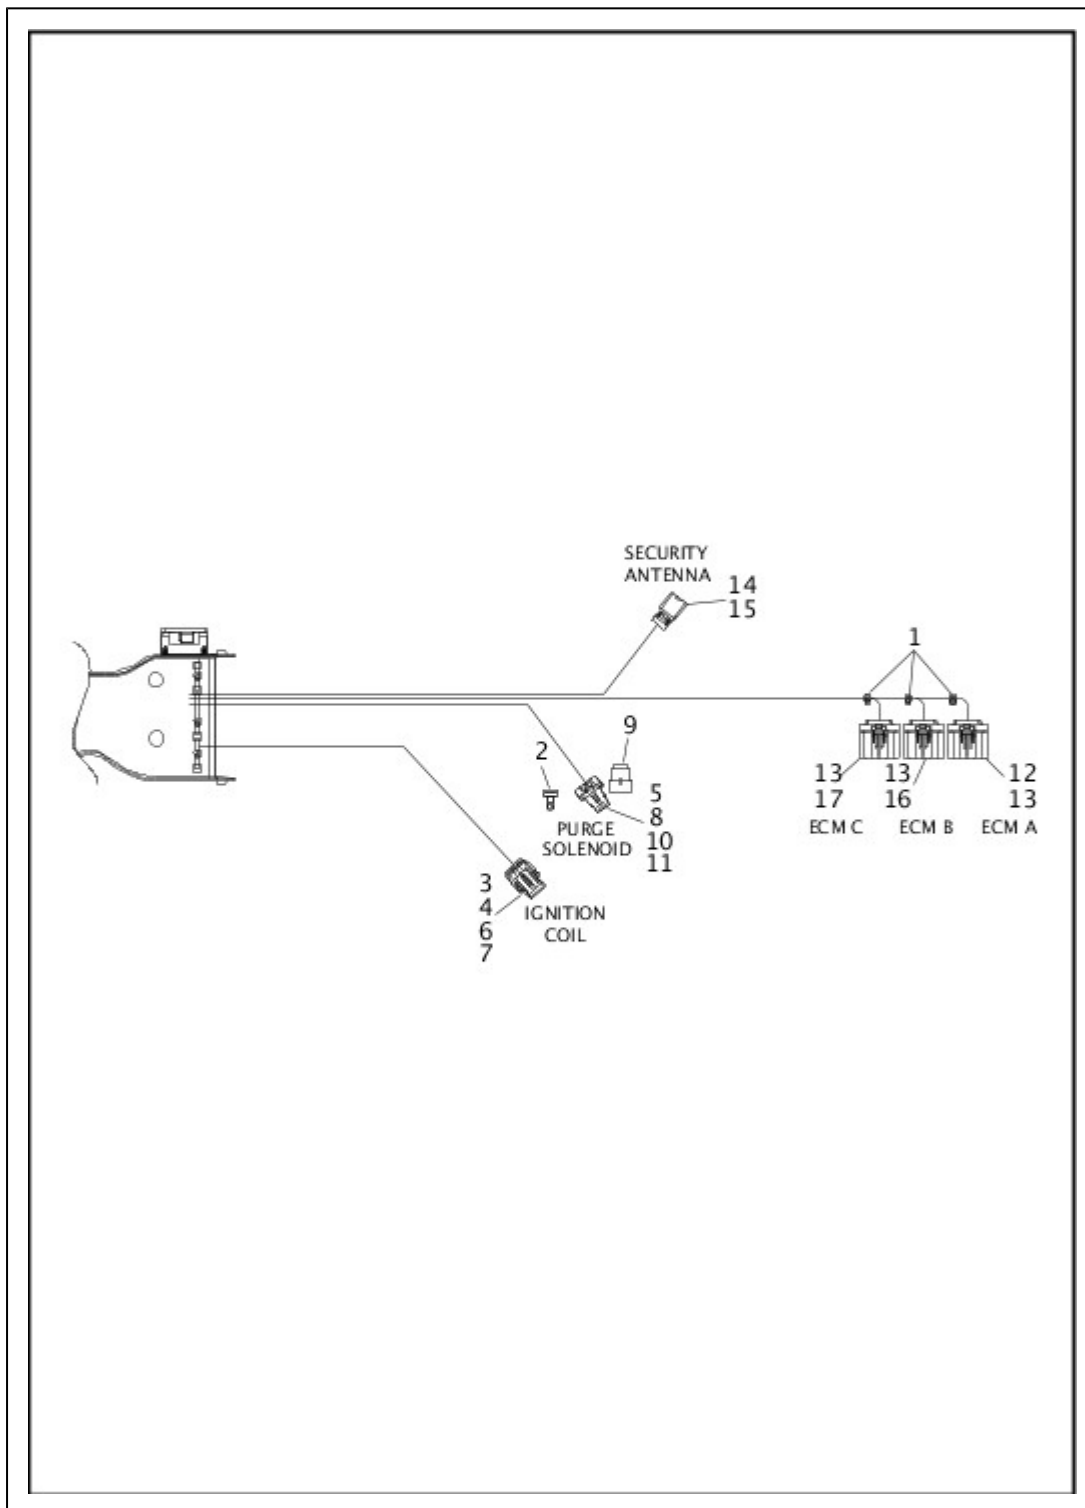 SECURITY
ANTENNA
14
15
1
9
2
5
8
10
11
PURGE
SOLENOID
13
17
13
16
12
13
ECM C
ECM B
ECM A
3
4
6
7
IGNITION
COIL